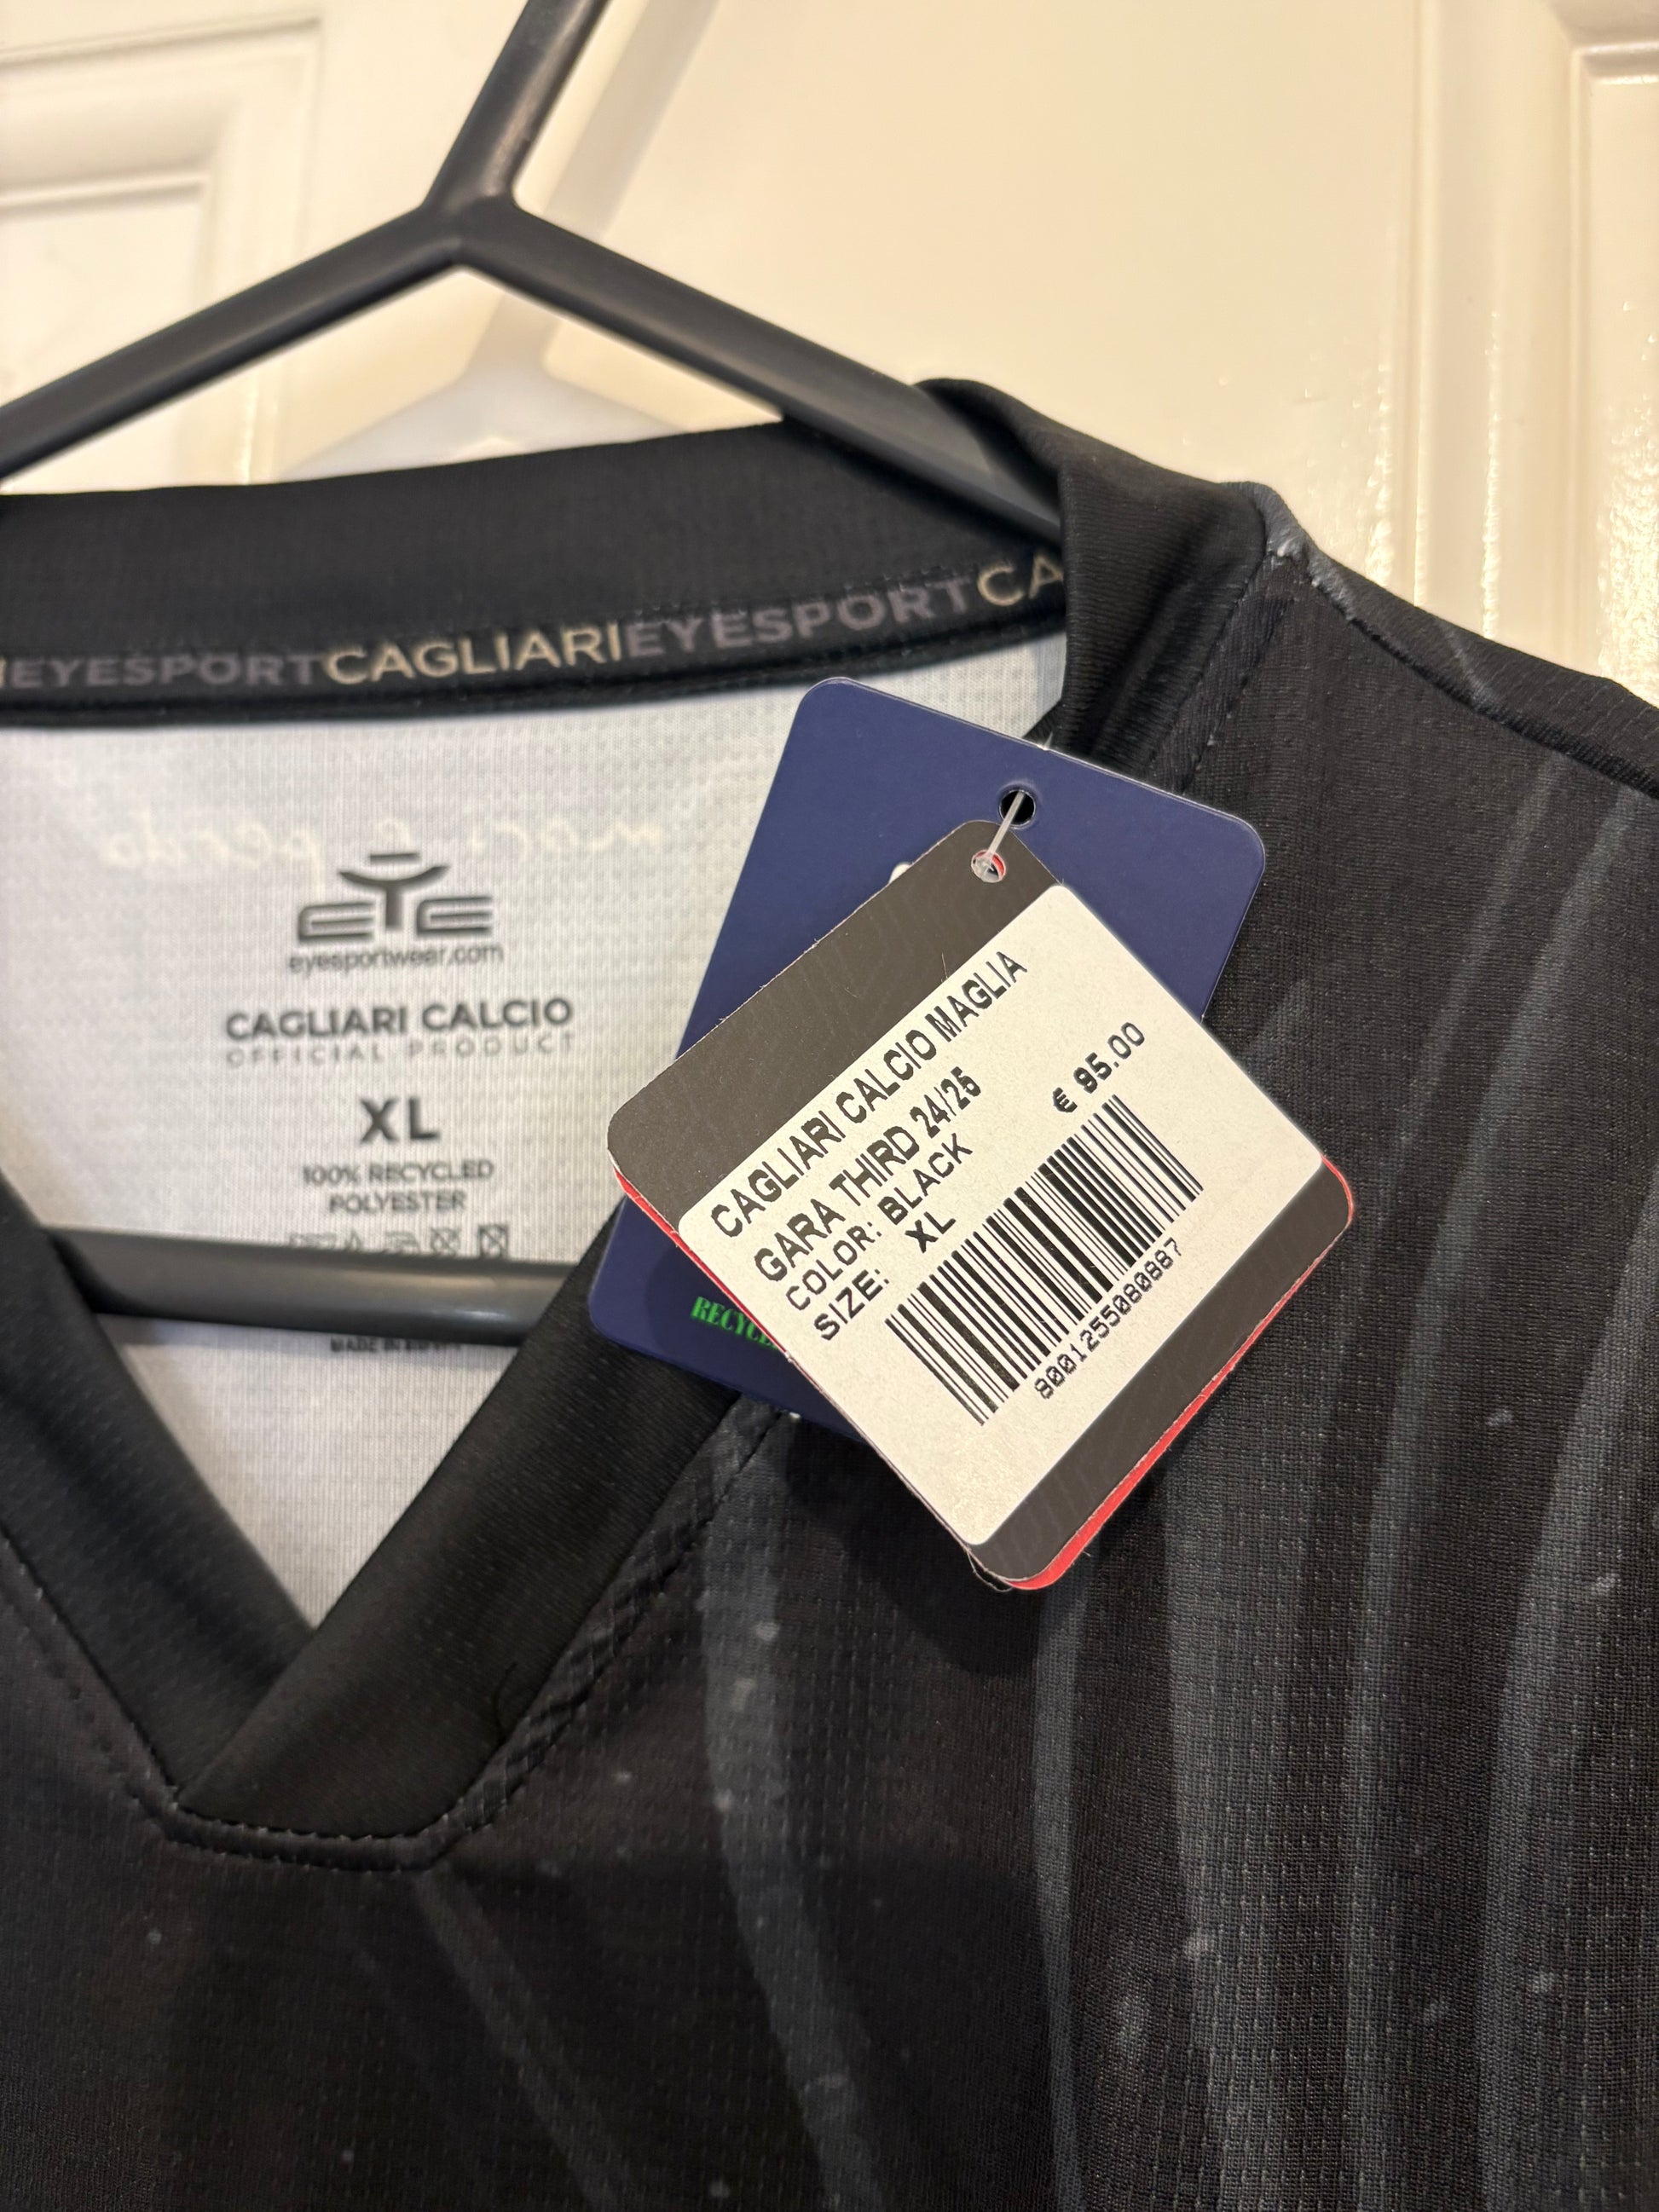 EYESPORTCAGLIARIEYESPORTCA
EYE
eyesportwear.com
CAGLIARI CALCIO
OFFICIAL PRODUCT
XL
100% RECYCLED
POLYESTER
CAGLIARI CALCIO MAGLIA
GARA THIRD 24/25
COLOR: BLACK
SIZE: XL
€ 95.00
8001255080887